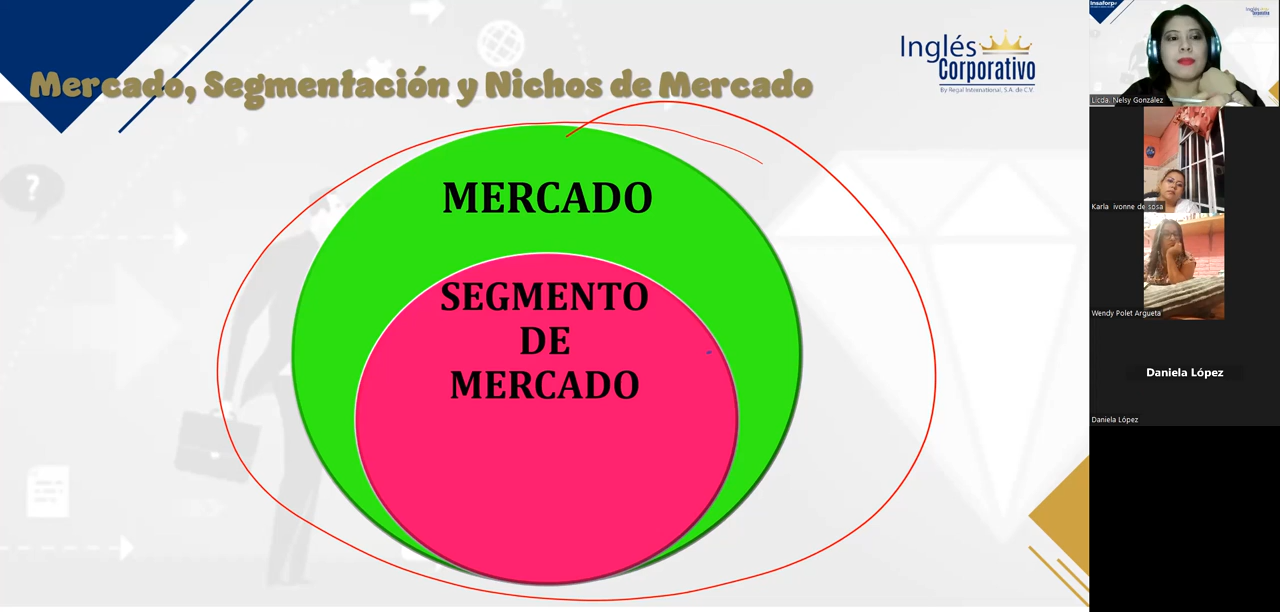 Mercado, Segmentación y Nichos de Mercado
Inglés
Corporativo
By Regal International, S.A. de C.V.
MERCADO
SEGMENTO
DE
MERCADO
?
Insaforp
Licda. Nelsy González
Karla ivonne de sosa
Wendy Polet Argueta
Daniela López
Daniela López